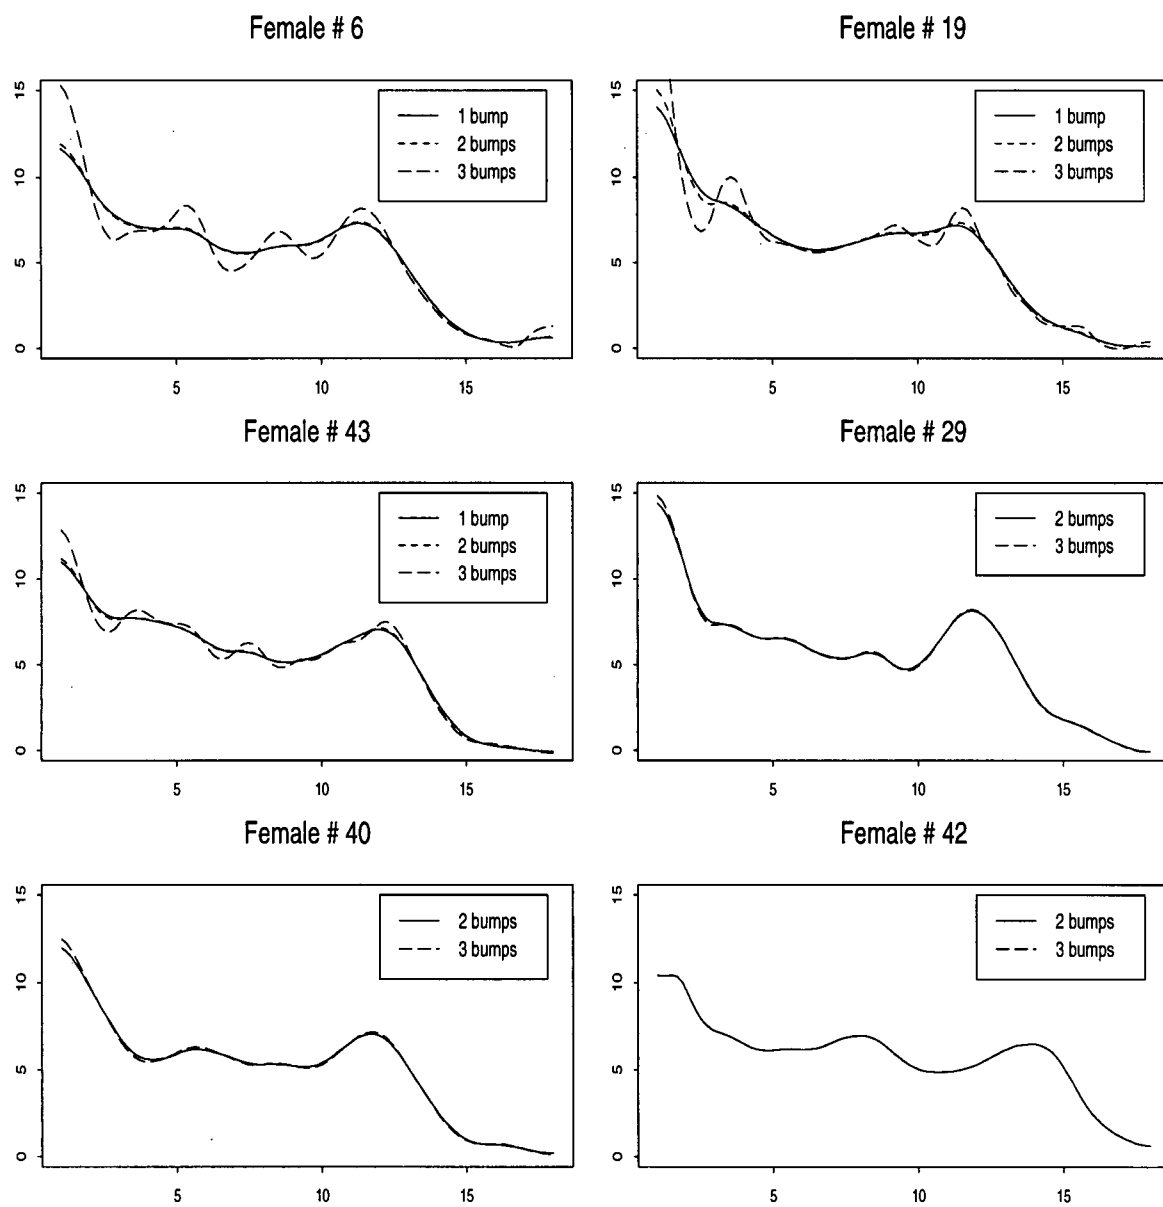 Female # 6
15
10
5
0
1 bump
2 bumps
3 bumps
5 10 15
Female # 19
15
10
5
0
1 bump
2 bumps
3 bumps
5 10 15
Female # 43
15
10
5
0
1 bump
2 bumps
3 bumps
5 10 15
Female # 29
15
10
5
0
2 bumps
3 bumps
5 10 15
Female # 40
15
10
5
0
2 bumps
3 bumps
5 10 15
Female # 42
15
10
5
0
2 bumps
3 bumps
5 10 15